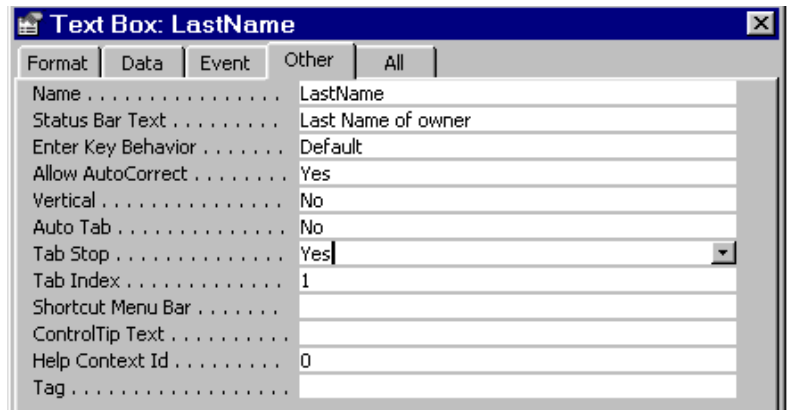 Text Box: LastName
Format Data Event Other All
Name . . . . . . . . . . . . . . . . LastName
Status Bar Text . . . . . . . . . Last Name of owner
Enter Key Behavior . . . . . . . Default
Allow AutoCorrect . . . . . . . . Yes
Vertical . . . . . . . . . . . . . . . No
Auto Tab . . . . . . . . . . . . . . No
Tab Stop . . . . . . . . . . . . . . Yes
Tab Index . . . . . . . . . . . . . 1
Shortcut Menu Bar . . . . . . .
ControlTip Text . . . . . . . . . .
Help Context Id . . . . . . . . . 0
Tag . . . . . . . . . . . . . . . . . .